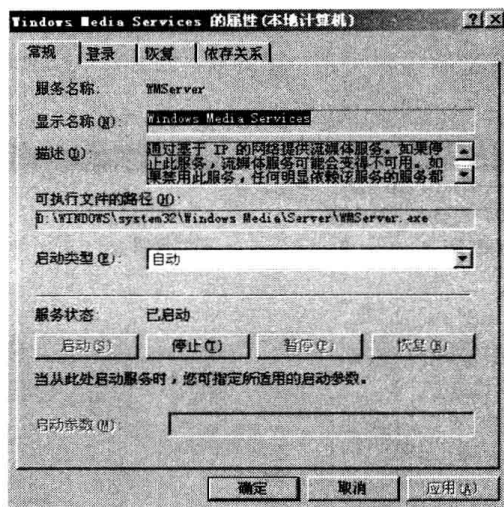 Windows Media Services 的属性(本地计算机)
常规 登录 恢复 依存关系
服务名称: WMServer
显示名称(N): Windows Media Services
描述(D): 通过基于 IP 的网络提供流媒体服务。如果停
止此服务，流媒体服务可能会变得不可用。如
果禁用此服务，任何明显依赖该服务的服务都
可执行文件的路径(H):
D:\WINDOWS\system32\Windows Media\Server\WMServer.exe
启动类型(E): 自动
服务状态: 已启动
启动(S) 停止(T) 暂停(P) 恢复(R)
当从此处启动服务时，您可指定所适用的启动参数。
启动参数(M):
确定 取消 应用(A)